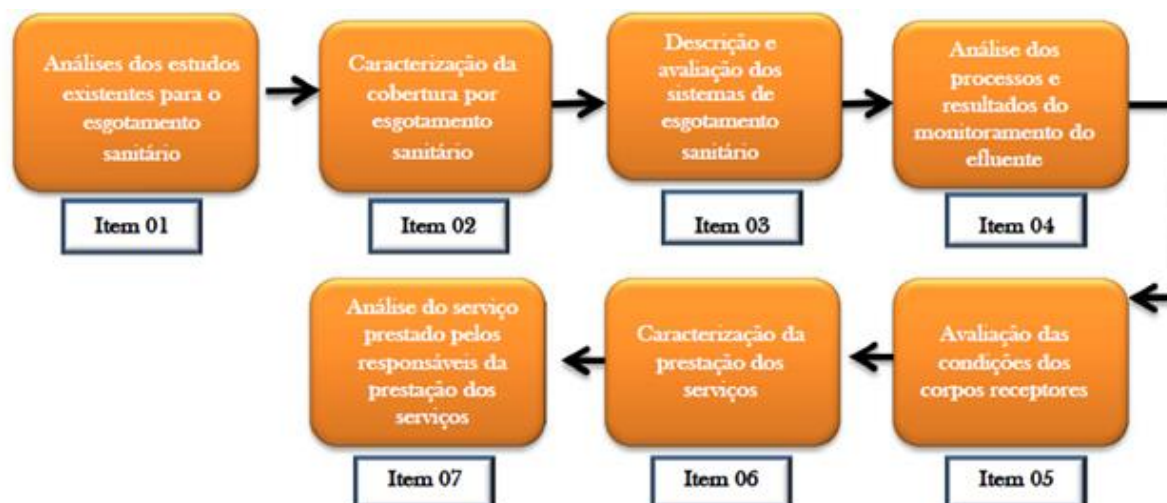 Análises dos estudos
existentes para o
esgotamento
sanitário
Item 01
Caracterização da
cobertura por
esgotamento
sanitário
Item 02
Descrição e
avaliação dos
sistemas de
esgotamento
sanitário
Item 03
Análise dos
processos e
resultados do
monitoramento do
efluente
Item 04
Avaliação das
condições dos
corpos receptores
Item 05
Caracterização da
prestação dos
serviços
Item 06
Análise do serviço
prestado pelos
responsáveis da
prestação dos
serviços
Item 07